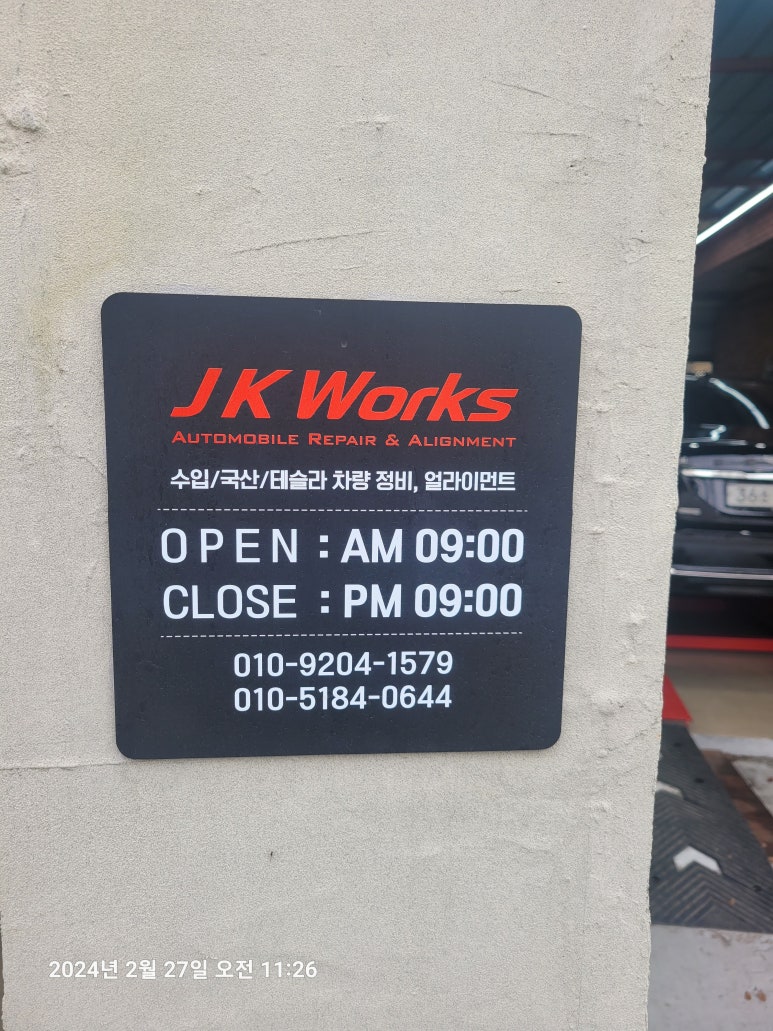 JK Works
AUTOMOBILE REPAIR & ALIGNMENT
수입/국산/테슬라 차량 정비, 얼라이먼트
OPEN : AM 09:00
CLOSE : PM 09:00
010-9204-1579
010-5184-0644
2024년 2월 27일 오전 11:26